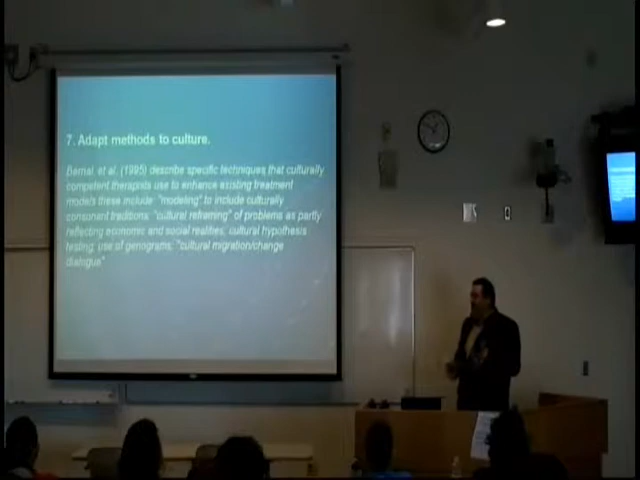 7. Adapt methods to culture.
Bernal, et al. (1995) describe specific techniques that culturally
competent therapists use to enhance existing treatment
models these include: "modeling" to include culturally
consonant traditions; "cultural reframing" of problems as partly
reflecting economic and social realities; cultural hypothesis
testing; use of genograms; "cultural migration/change
dialogue"